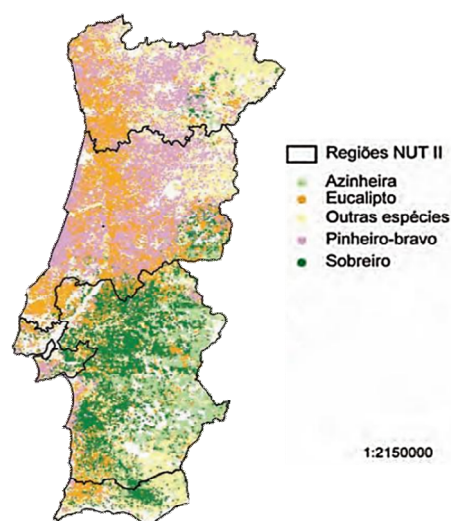 Regiões NUT II
Azinheira
Eucalipto
Outras espécies
Pinheiro-bravo
Sobreiro
1:2150000